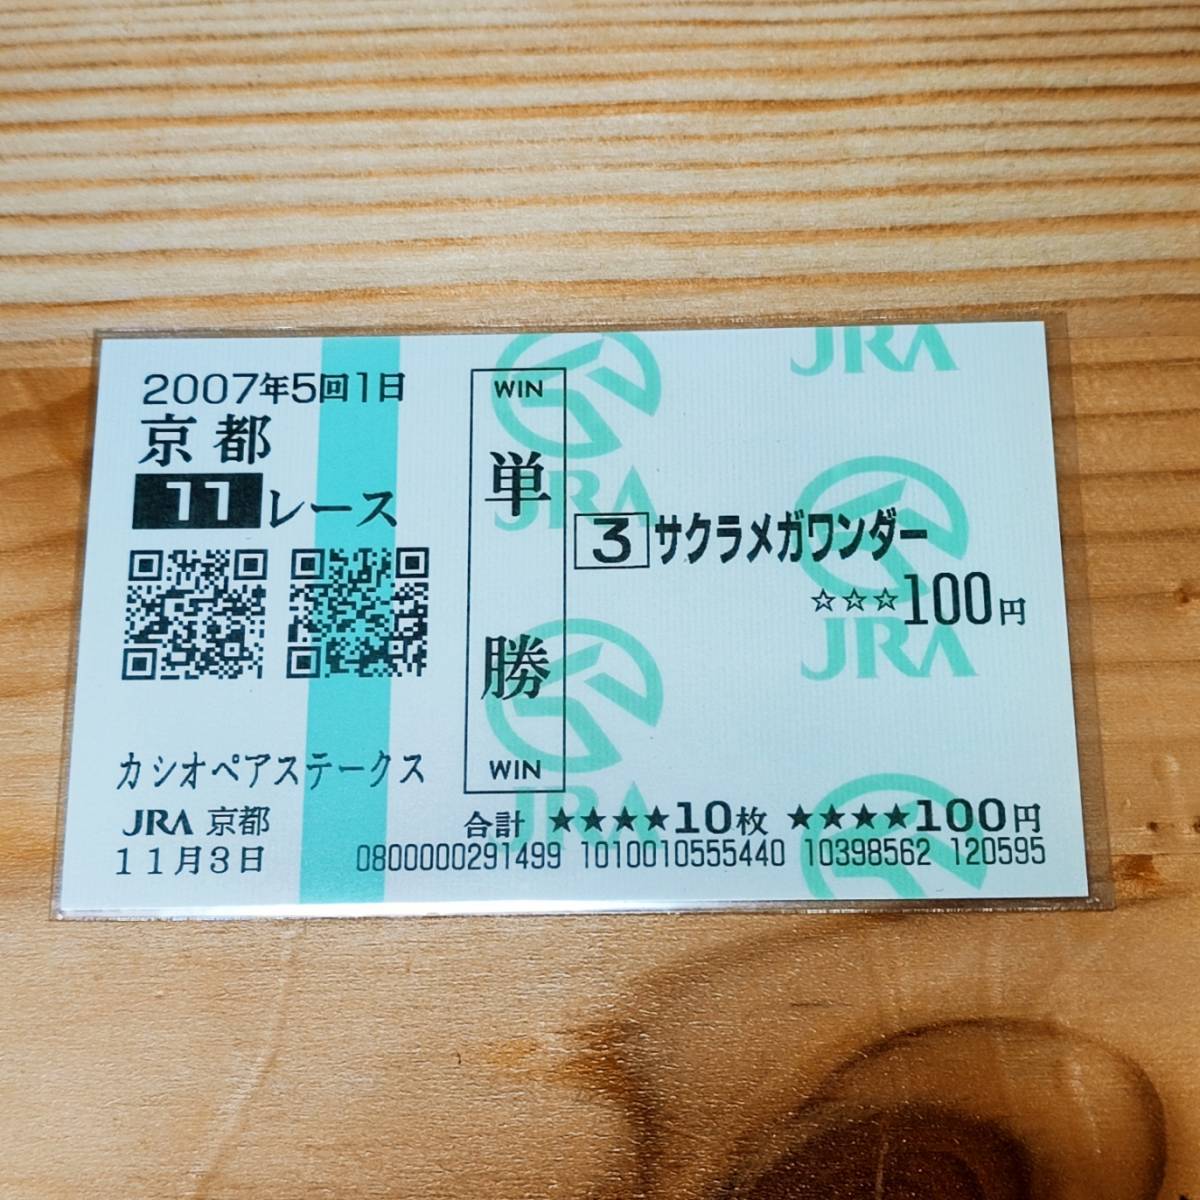 2007年5回1日
京都
11レース
カシオペアステークス
JRA 京都
11月3日
WIN
単
勝
WIN
3 サクラメガワンダー
☆☆☆100円
合計 ★★★★10枚 ★★★★100円
0800000291499 1010010555440 10398562 120595
JRA
JRA
JRA
JRA